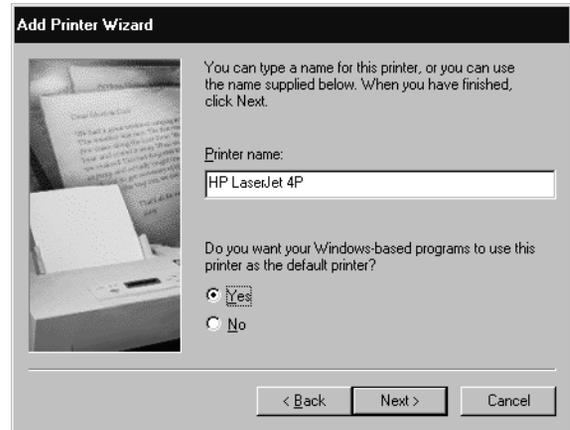 Add Printer Wizard
You can type a name for this printer, or you can use
the name supplied below. When you have finished,
click Next.
Printer name:
HP LaserJet 4P
Do you want your Windows-based programs to use this
printer as the default printer?
Yes
No
< Back
Next >
Cancel